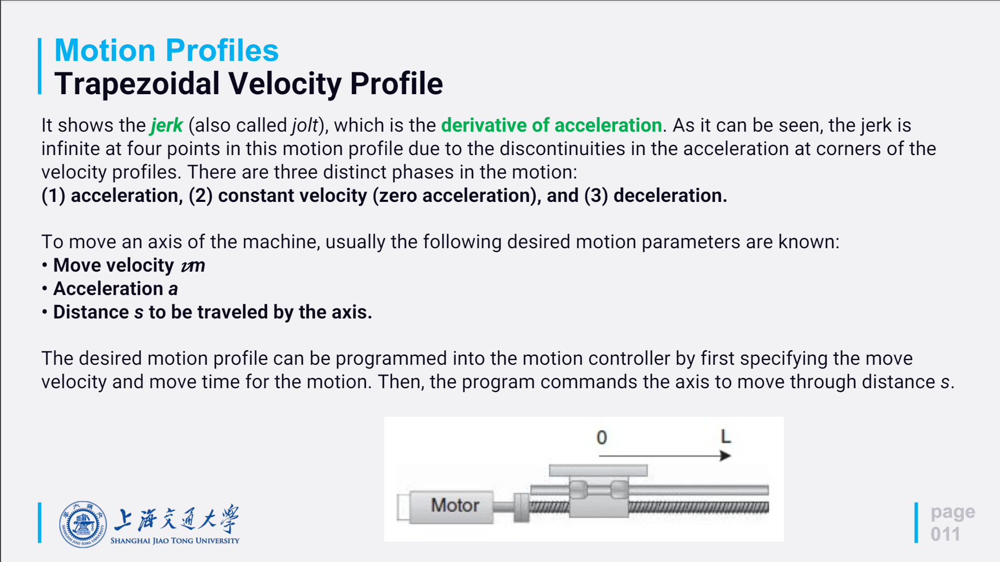 Motion Profiles
Trapezoidal Velocity Profile
It shows the jerk (also called jolt), which is the derivative of acceleration. As it can be seen, the jerk is
infinite at four points in this motion profile due to the discontinuities in the acceleration at corners of the
velocity profiles. There are three distinct phases in the motion:
(1) acceleration, (2) constant velocity (zero acceleration), and (3) deceleration.
To move an axis of the machine, usually the following desired motion parameters are known:
• Move velocity 𝓋m
• Acceleration a
• Distance s to be traveled by the axis.
The desired motion profile can be programmed into the motion controller by first specifying the move
velocity and move time for the motion. Then, the program commands the axis to move through distance s.
0 L
Motor
上海交通大學
SHANGHAI JIAO TONG UNIVERSITY
1896
SHANGHAI JIAO TONG UNIVERSITY
page
011